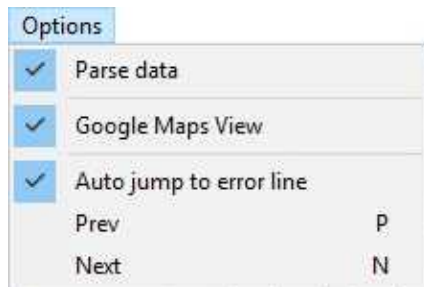 Options
Parse data
Google Maps View
Auto jump to error line
Prev P
Next N